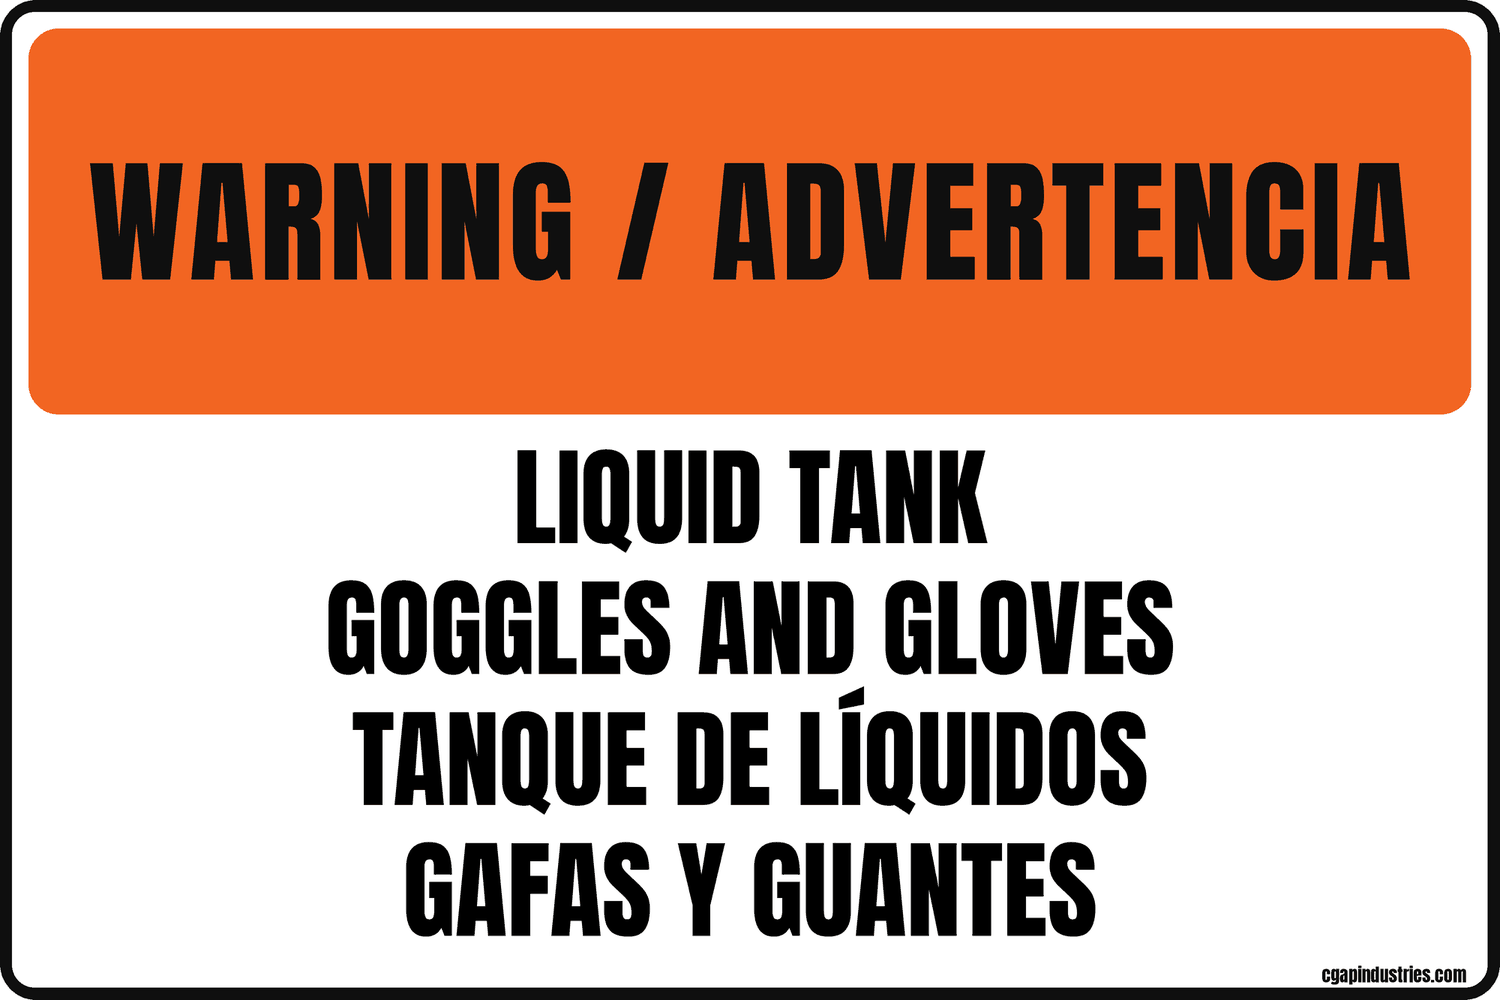 WARNING / ADVERTENCIA
LIQUID TANK
GOGGLES AND GLOVES
TANQUE DE LÍQUIDOS
GAFAS Y GUANTES
cgapindustries.com